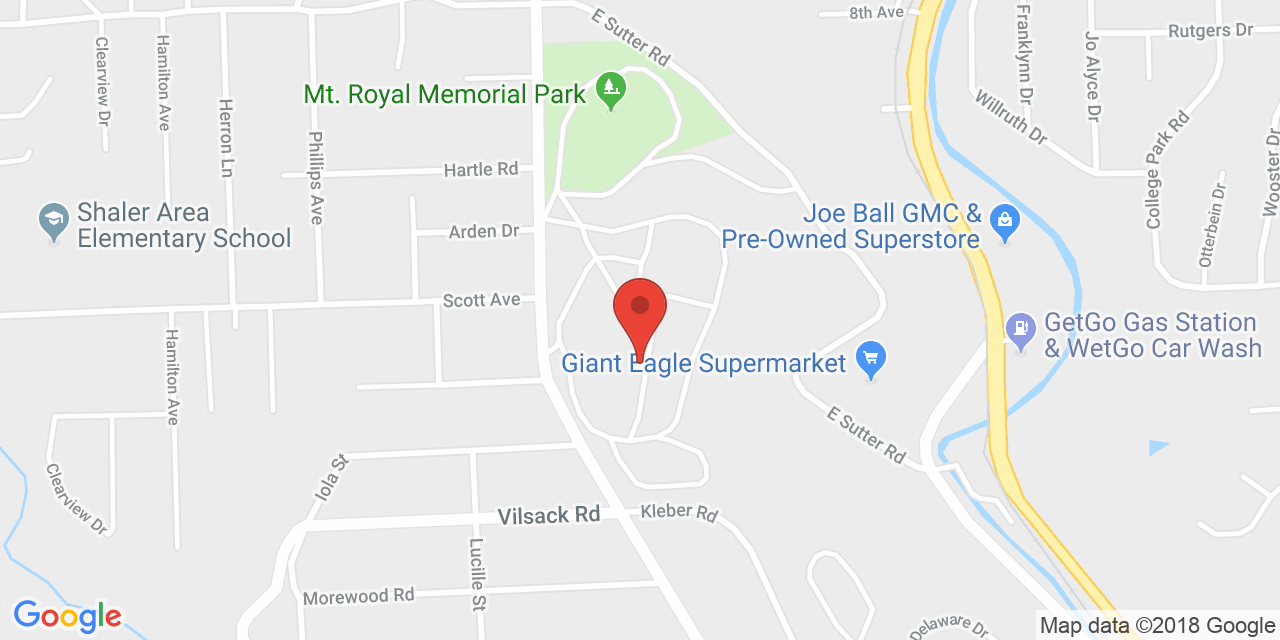 E Sutter Rd
8th Ave
Franklynn Dr
Jo Alyce Dr
Rutgers Dr
Clearview Dr
Hamilton Ave
Herron Ln
Phillips Ave
Mt. Royal Memorial Park
Willruth Dr
College Park Rd
Wooster Dr
Hartle Rd
Otterbein Dr
Shaler Area
Elementary School
Arden Dr
Joe Ball GMC &
Pre-Owned Superstore
Scott Ave
GetGo Gas Station
& WetGo Car Wash
Hamilton Ave
Giant Eagle Supermarket
E Sutter Rd
Clearview Dr
Iola St
Vilsack Rd
Kleber Rd
Lucille St
Morewood Rd
Delaware Dr
Google
Map data ©2018 Google